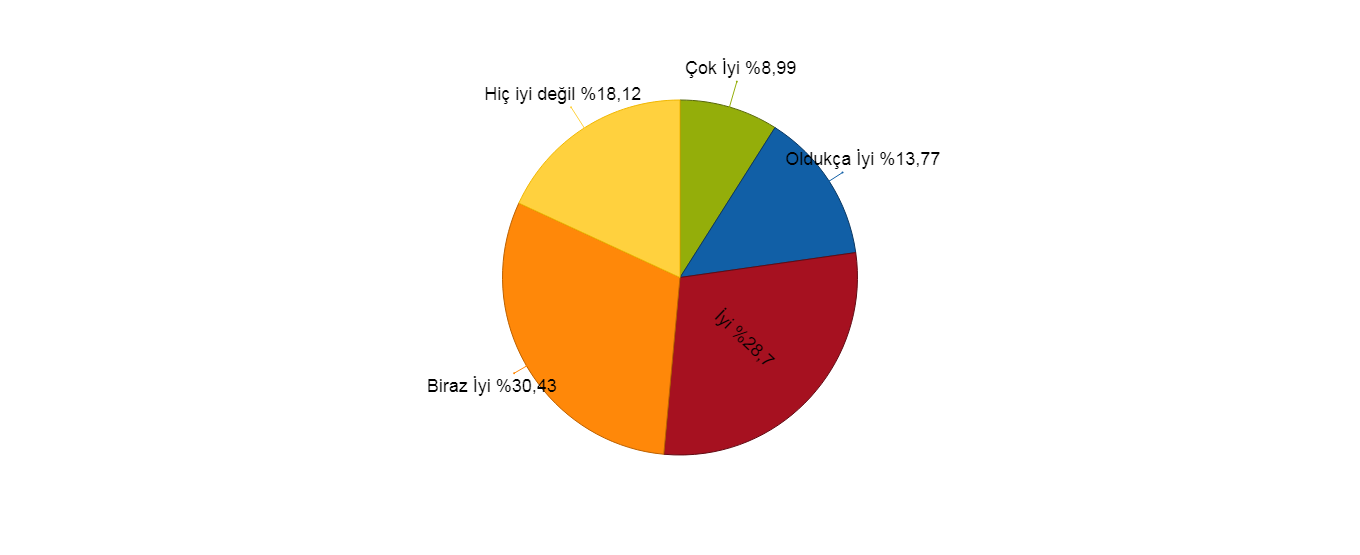 Çok İyi %8,99
Hiç iyi değil %18,12
Oldukça İyi %13,77
İyi %28,7
Biraz İyi %30,43